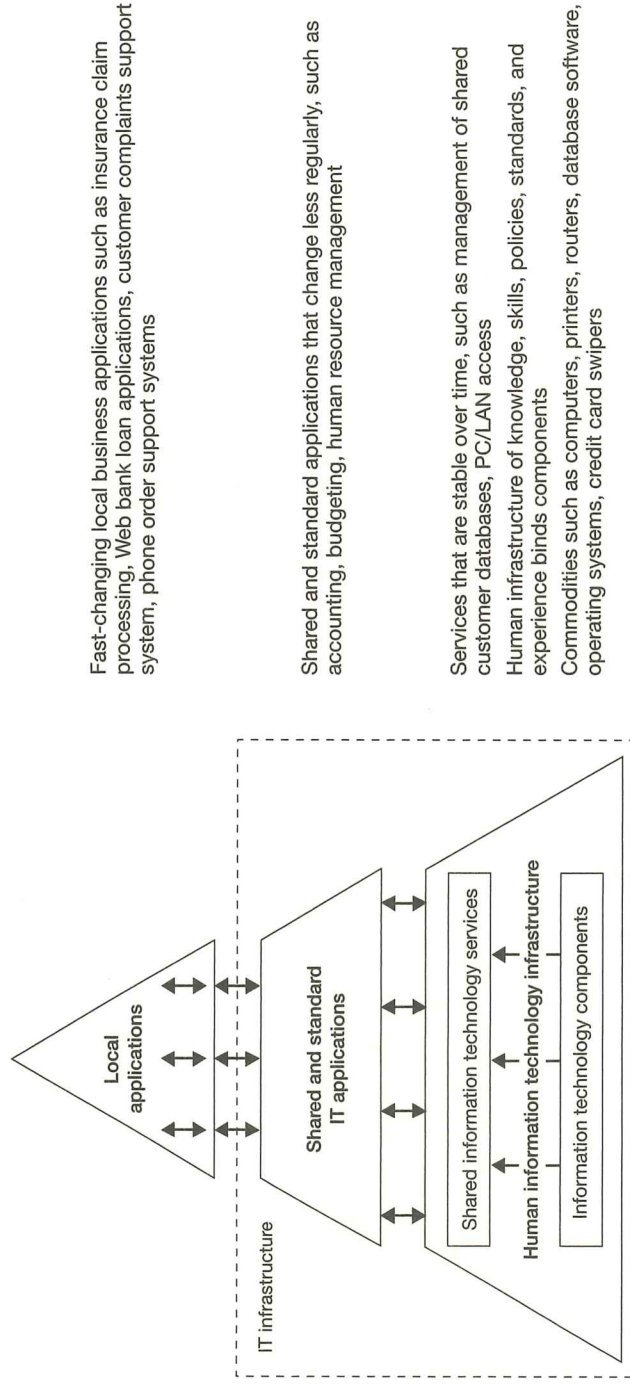 Local
applications
IT infrastructure
Shared and standard
IT applications
Shared information technology services
Human information technology infrastructure
Information technology components
Fast-changing local business applications such as insurance claim
processing, Web bank loan applications, customer complaints support
system, phone order support systems
Shared and standard applications that change less regularly, such as
accounting, budgeting, human resource management
Services that are stable over time, such as management of shared
customer databases, PC/LAN access
Human infrastructure of knowledge, skills, policies, standards, and
experience binds components
Commodities such as computers, printers, routers, database software,
operating systems, credit card swipers